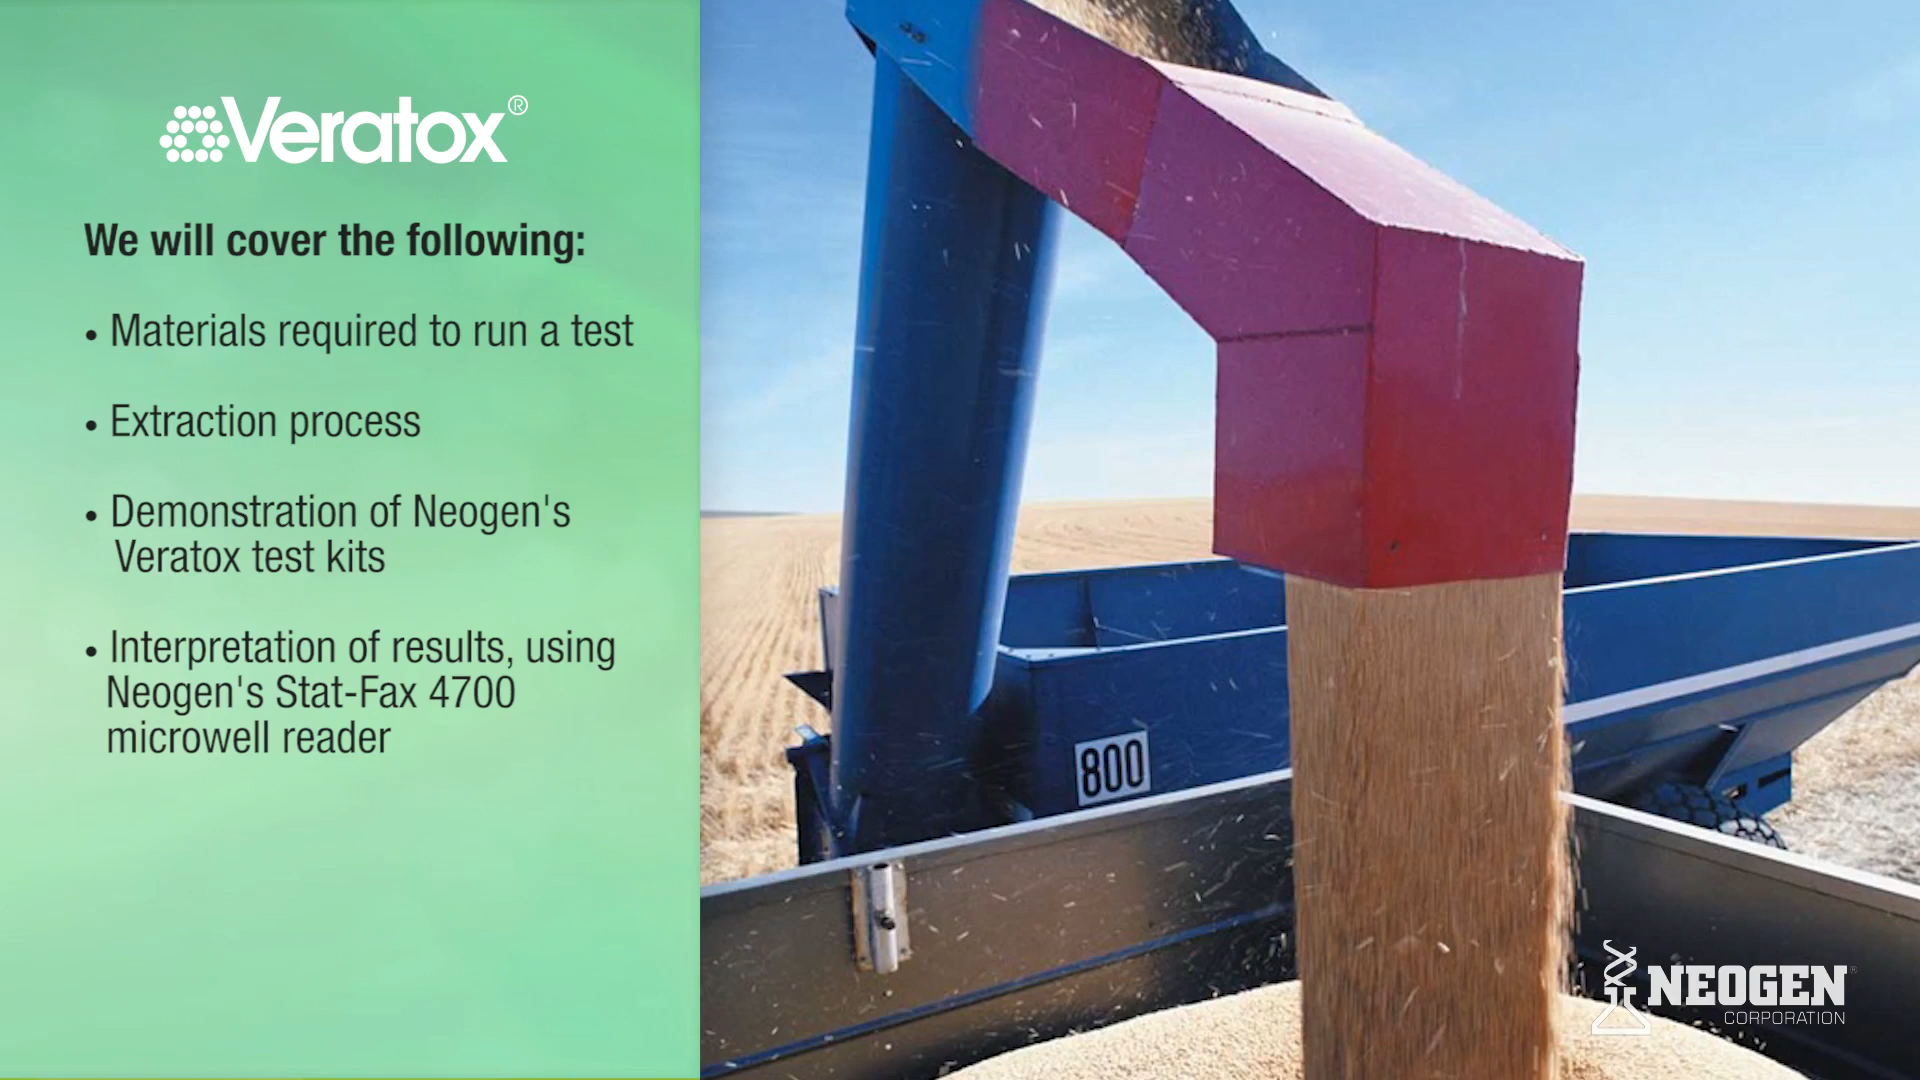 Veratox®
We will cover the following:
• Materials required to run a test
• Extraction process
• Demonstration of Neogen's
Veratox test kits
• Interpretation of results, using
Neogen's Stat-Fax 4700
microwell reader
800
NEOGEN®
CORPORATION